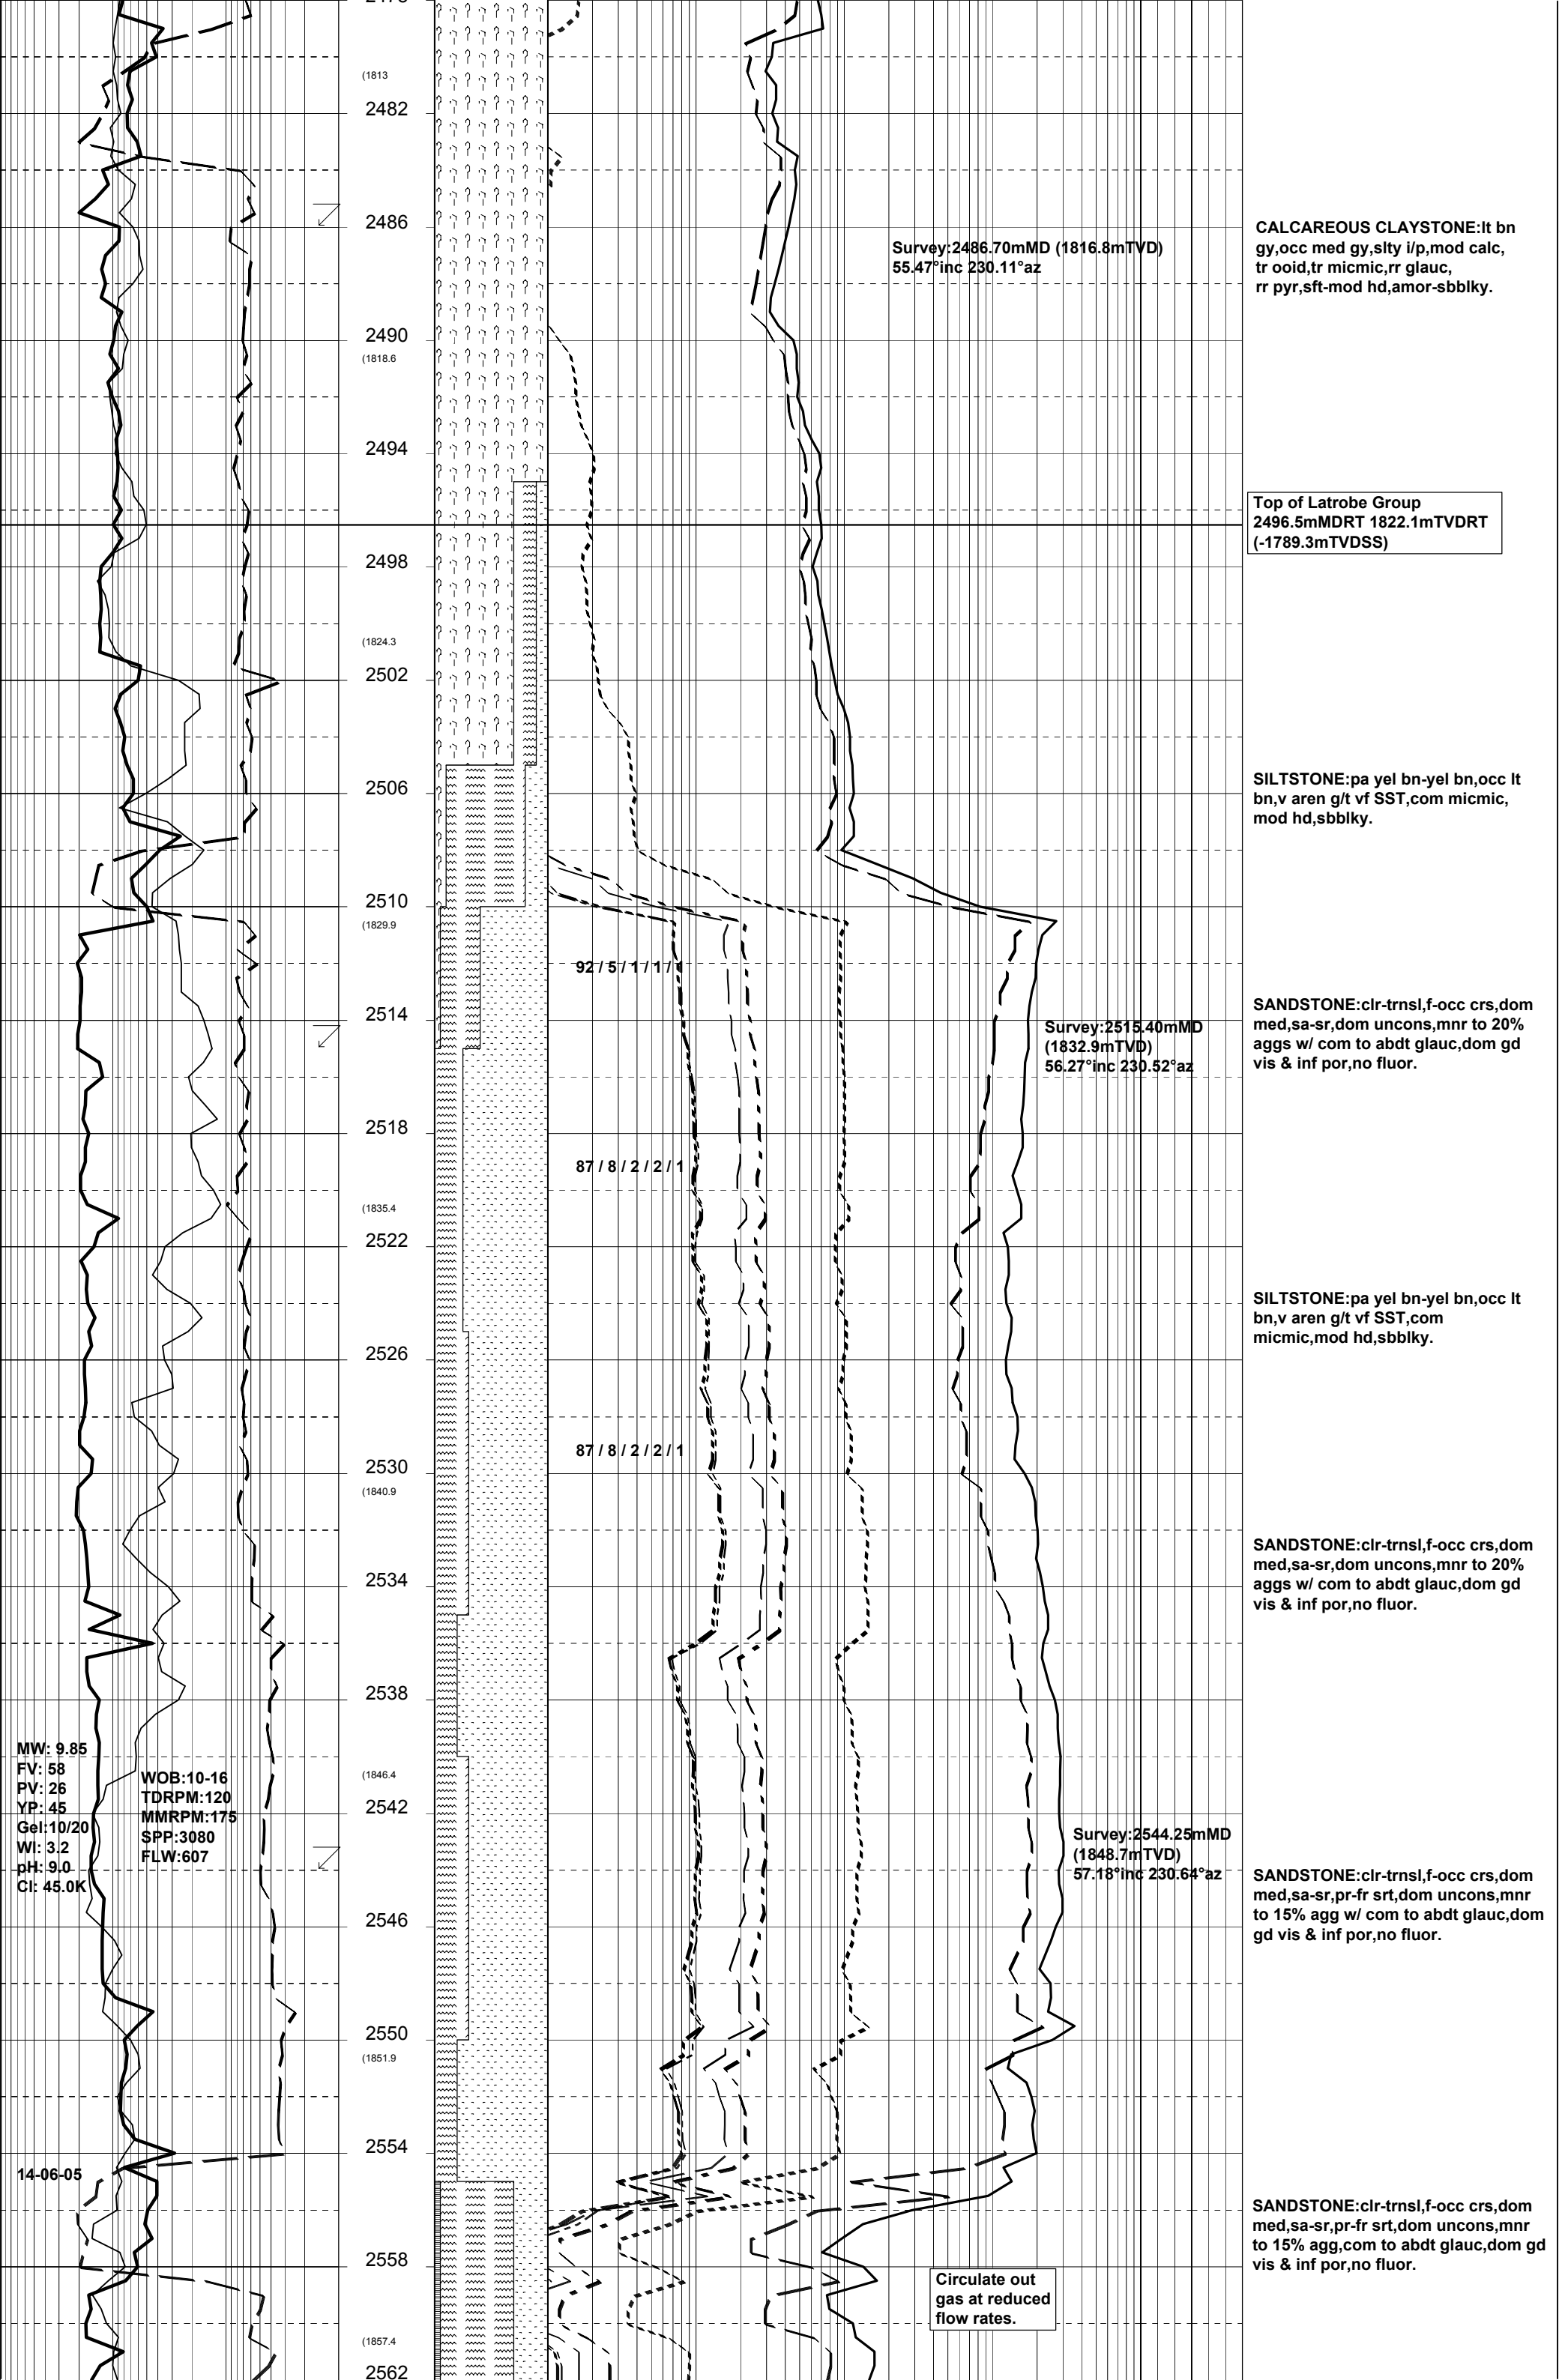 (1813
2482
2486
Survey:2486.70mMD (1816.8mTVD)
55.47°inc 230.11°az
CALCAREOUS CLAYSTONE:lt bn
gy,occ med gy,slty i/p,mod calc,
tr ooid,tr micmic,rr glauc,
rr pyr,sft-mod hd,amor-sbblky.
2490
(1818.6
2494
Top of Latrobe Group
2496.5mMDRT 1822.1mTVDRT
(-1789.3mTVDSS)
2498
(1824.3
2502
2506
SILTSTONE:pa yel bn-yel bn,occ lt
bn,v aren g/t vf SST,com micmic,
mod hd,sbblky.
2510
(1829.9
92 / 5 / 1 / 1 / 1
2514
SANDSTONE:clr-trnsl,f-occ crs,dom
med,sa-sr,dom uncons,mnr to 20%
aggs w/ com to abdt glauc,dom gd
vis & inf por,no fluor.
Survey:2515.40mMD
(1832.9mTVD)
56.27°inc 230.52°az
2518
87 / 8 / 2 / 2 / 1
(1835.4
2522
SILTSTONE:pa yel bn-yel bn,occ lt
bn,v aren g/t vf SST,com
micmic,mod hd,sbblky.
2526
87 / 8 / 2 / 2 / 1
2530
(1840.9
SANDSTONE:clr-trnsl,f-occ crs,dom
med,sa-sr,dom uncons,mnr to 20%
aggs w/ com to abdt glauc,dom gd
vis & inf por,no fluor.
2534
2538
MW: 9.85
FV: 58
PV: 26
YP: 45
Gel:10/20
Wl: 3.2
pH: 9.0
Cl: 45.0K
WOB:10-16
TDRPM:120
MMRPM:175
SPP:3080
FLW:607
(1846.4
2542
Survey:2544.25mMD
(1848.7mTVD)
57.18°inc 230.64°az
SANDSTONE:clr-trnsl,f-occ crs,dom
med,sa-sr,pr-fr srt,dom uncons,mnr
to 15% agg w/ com to abdt glauc,dom
gd vis & inf por,no fluor.
2546
2550
(1851.9
2554
14-06-05
SANDSTONE:clr-trnsl,f-occ crs,dom
med,sa-sr,pr-fr srt,dom uncons,mnr
to 15% agg,com to abdt glauc,dom gd
vis & inf por,no fluor.
2558
Circulate out
gas at reduced
flow rates.
(1857.4
2562